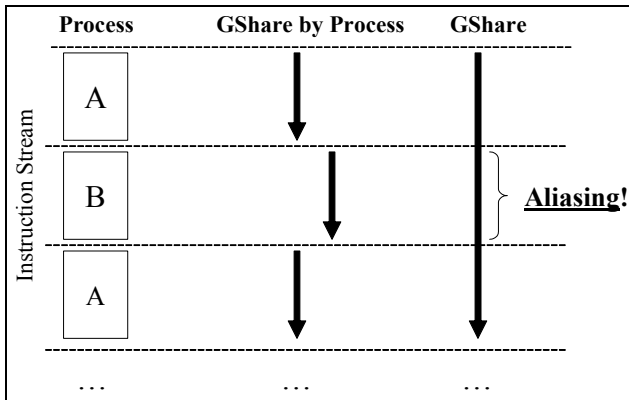 Process GShare by Process GShare
Instruction Stream
A
B
Aliasing!
A
... ... ...